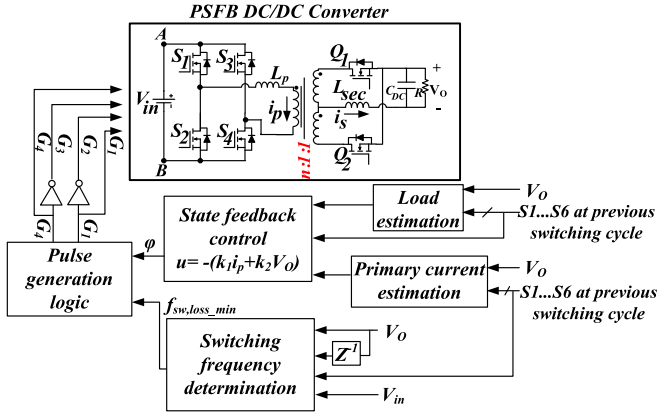 PSFB DC/DC Converter
A
S1
S3
Q1
Lp
Lsec
Vin
ip
is
CDC
R
+
VO
-
S2
S4
Q2
B
n:1:1
G4
G3
G2
G1
G4
G1
Load estimation
VO
S1...S6 at previous switching cycle
State feedback control
u= -(k1ip+k2VO)
φ
Pulse generation logic
Primary current estimation
VO
S1...S6 at previous switching cycle
fsw,loss_min
Switching frequency determination
VO
Z-1
Vin